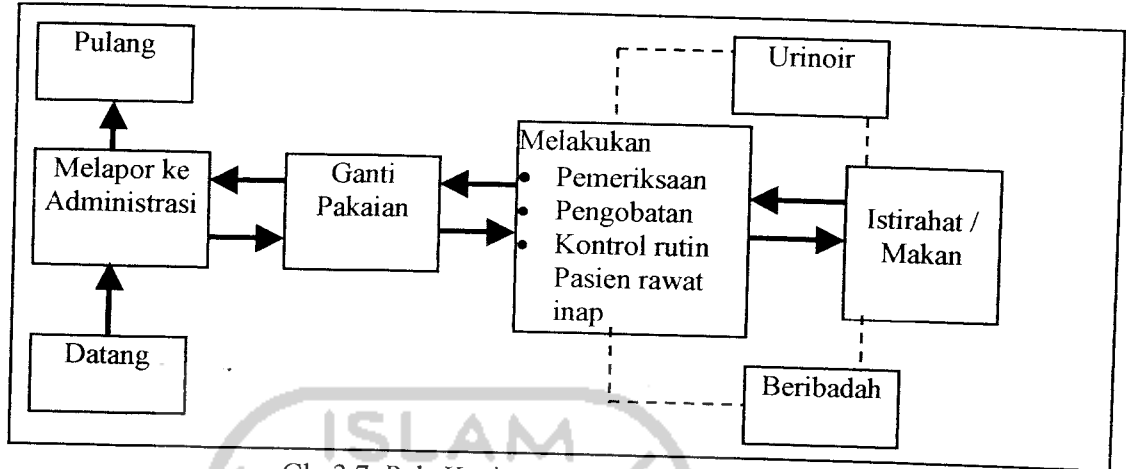 Pulang
Urinoir
Melapor ke
Administrasi
Ganti
Pakaian
Melakukan
• Pemeriksaan
• Pengobatan
• Kontrol rutin
Pasien rawat
inap
Istirahat /
Makan
Datang
Beribadah
ISLAM